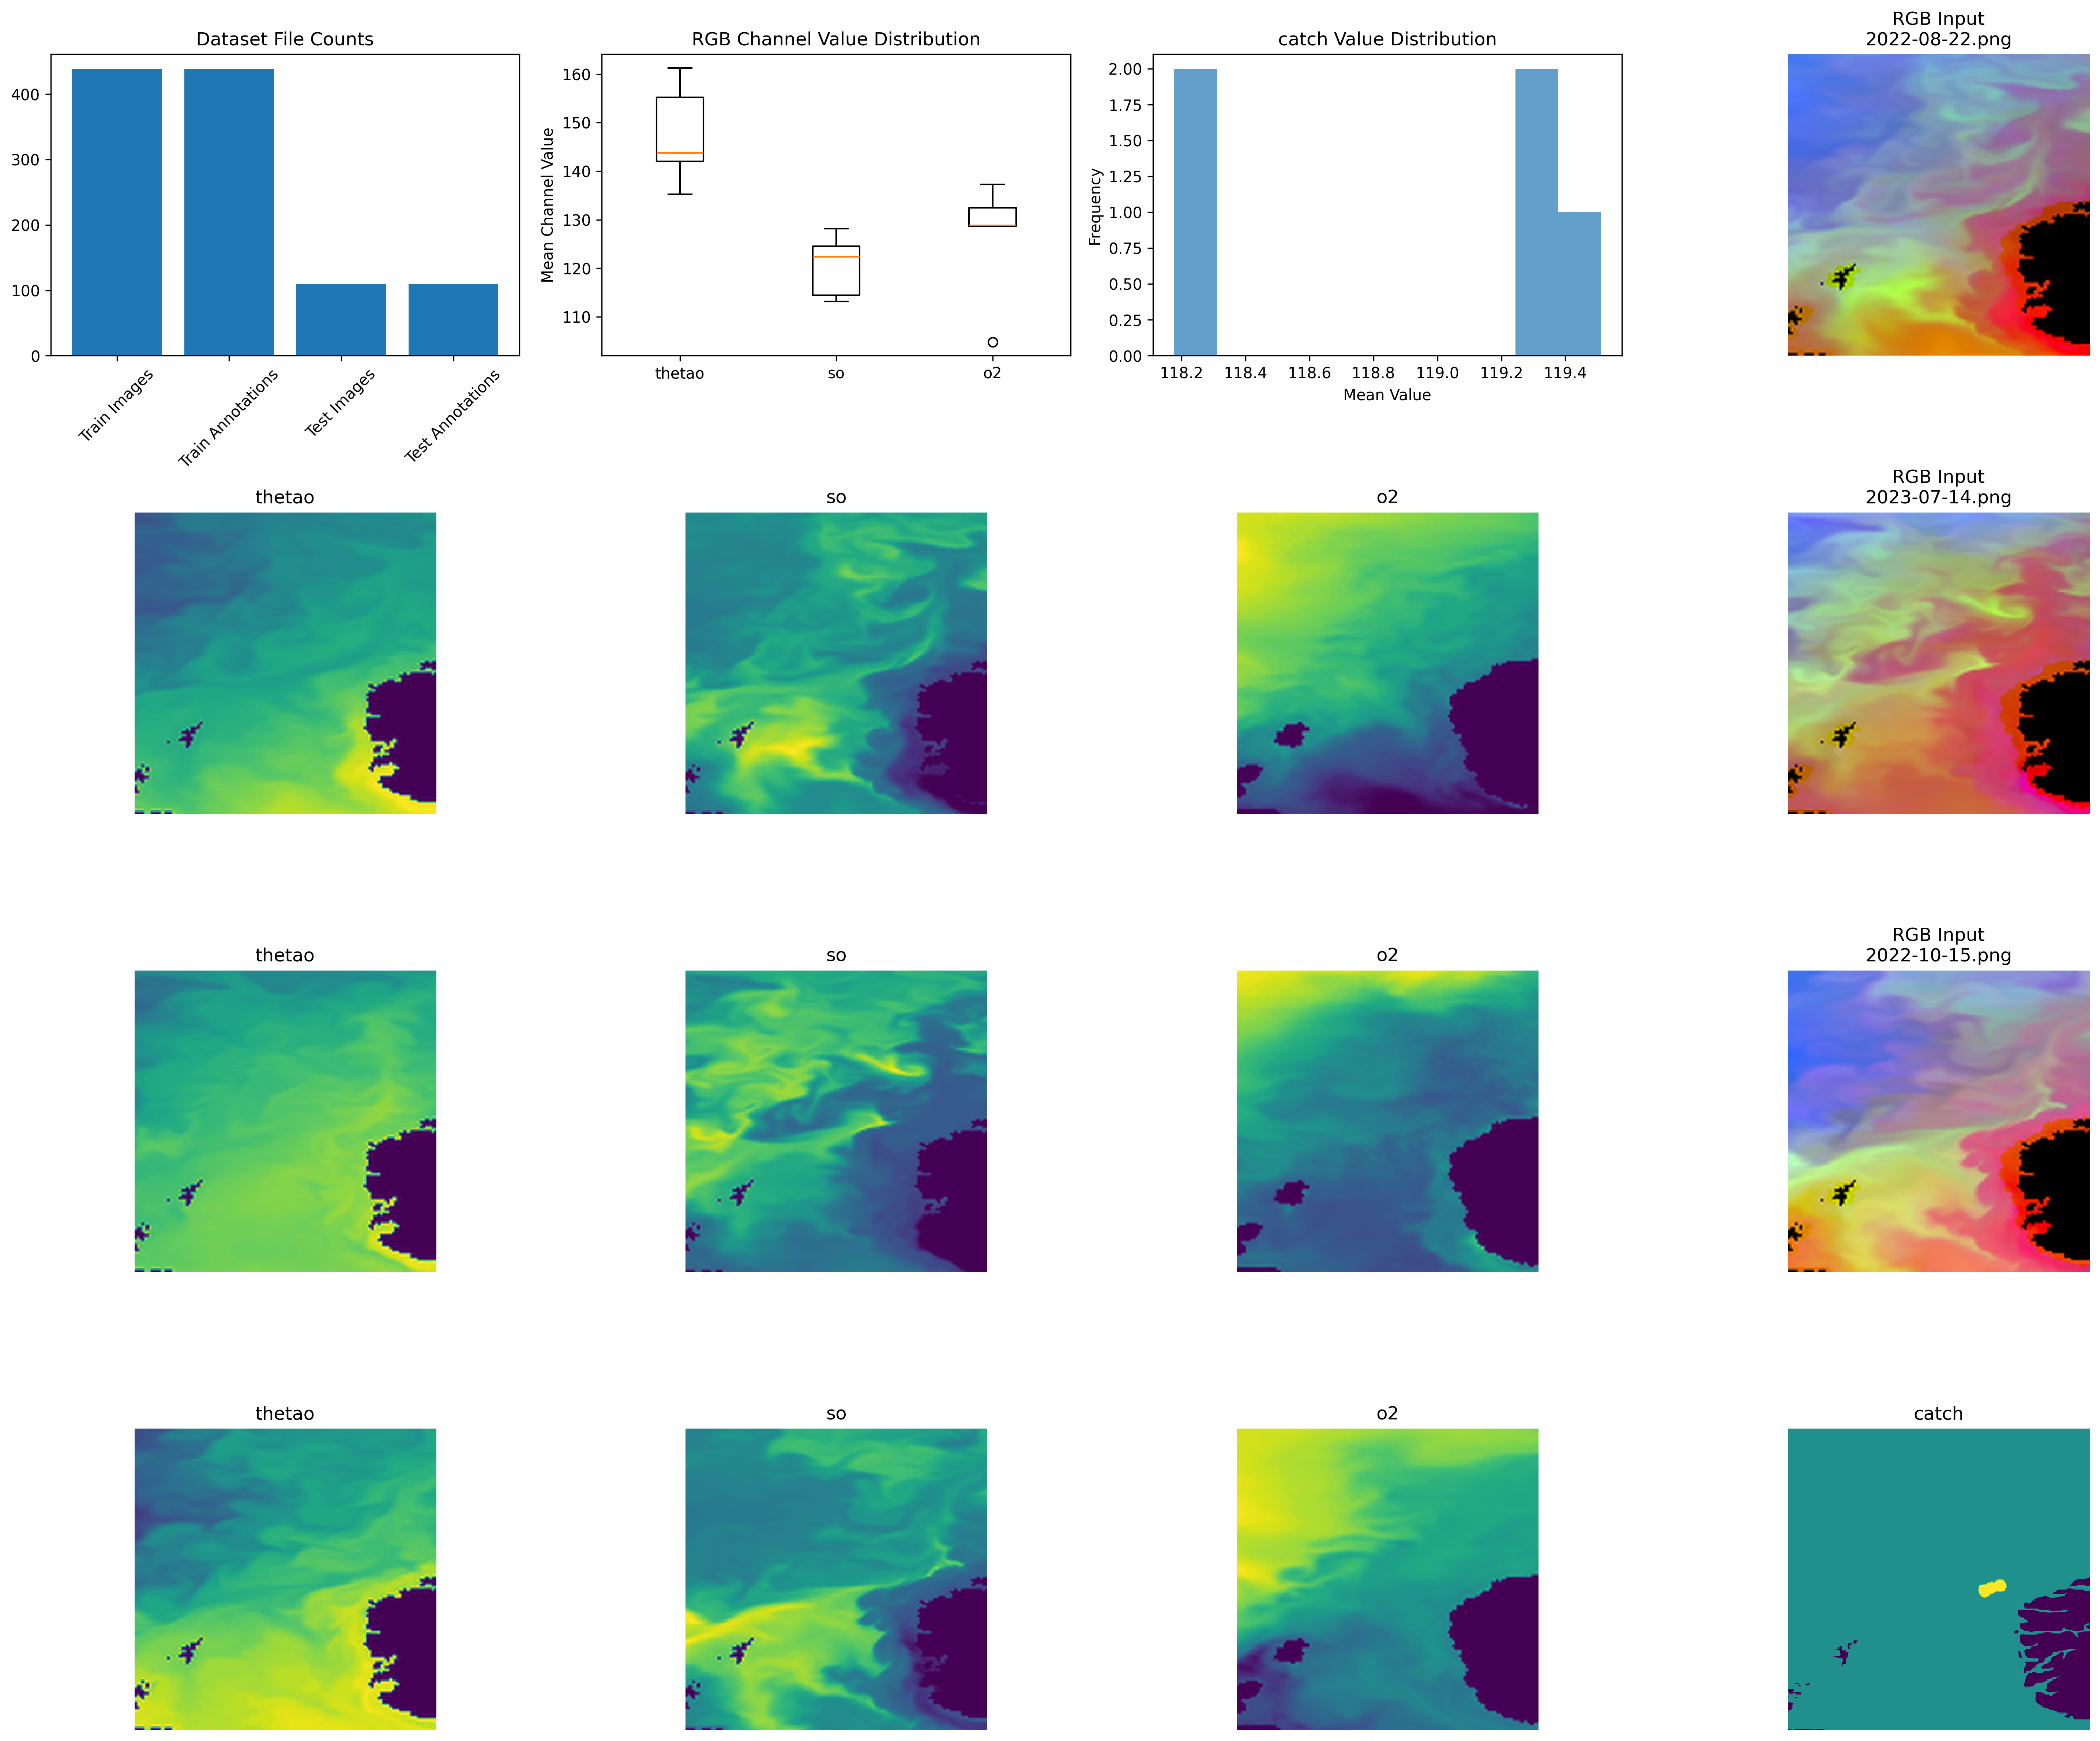 Dataset File Counts
400
300
200
100
0
Train Images
Train Annotations
Test Images
Test Annotations
RGB Channel Value Distribution
Mean Channel Value
160
150
140
130
120
110
thetao
so
o2
catch Value Distribution
Frequency
2.00
1.75
1.50
1.25
1.00
0.75
0.50
0.25
0.00
118.2
118.4
118.6
118.8
119.0
119.2
119.4
Mean Value
RGB Input
2022-08-22.png
thetao
so
o2
RGB Input
2023-07-14.png
thetao
so
o2
RGB Input
2022-10-15.png
thetao
so
o2
catch